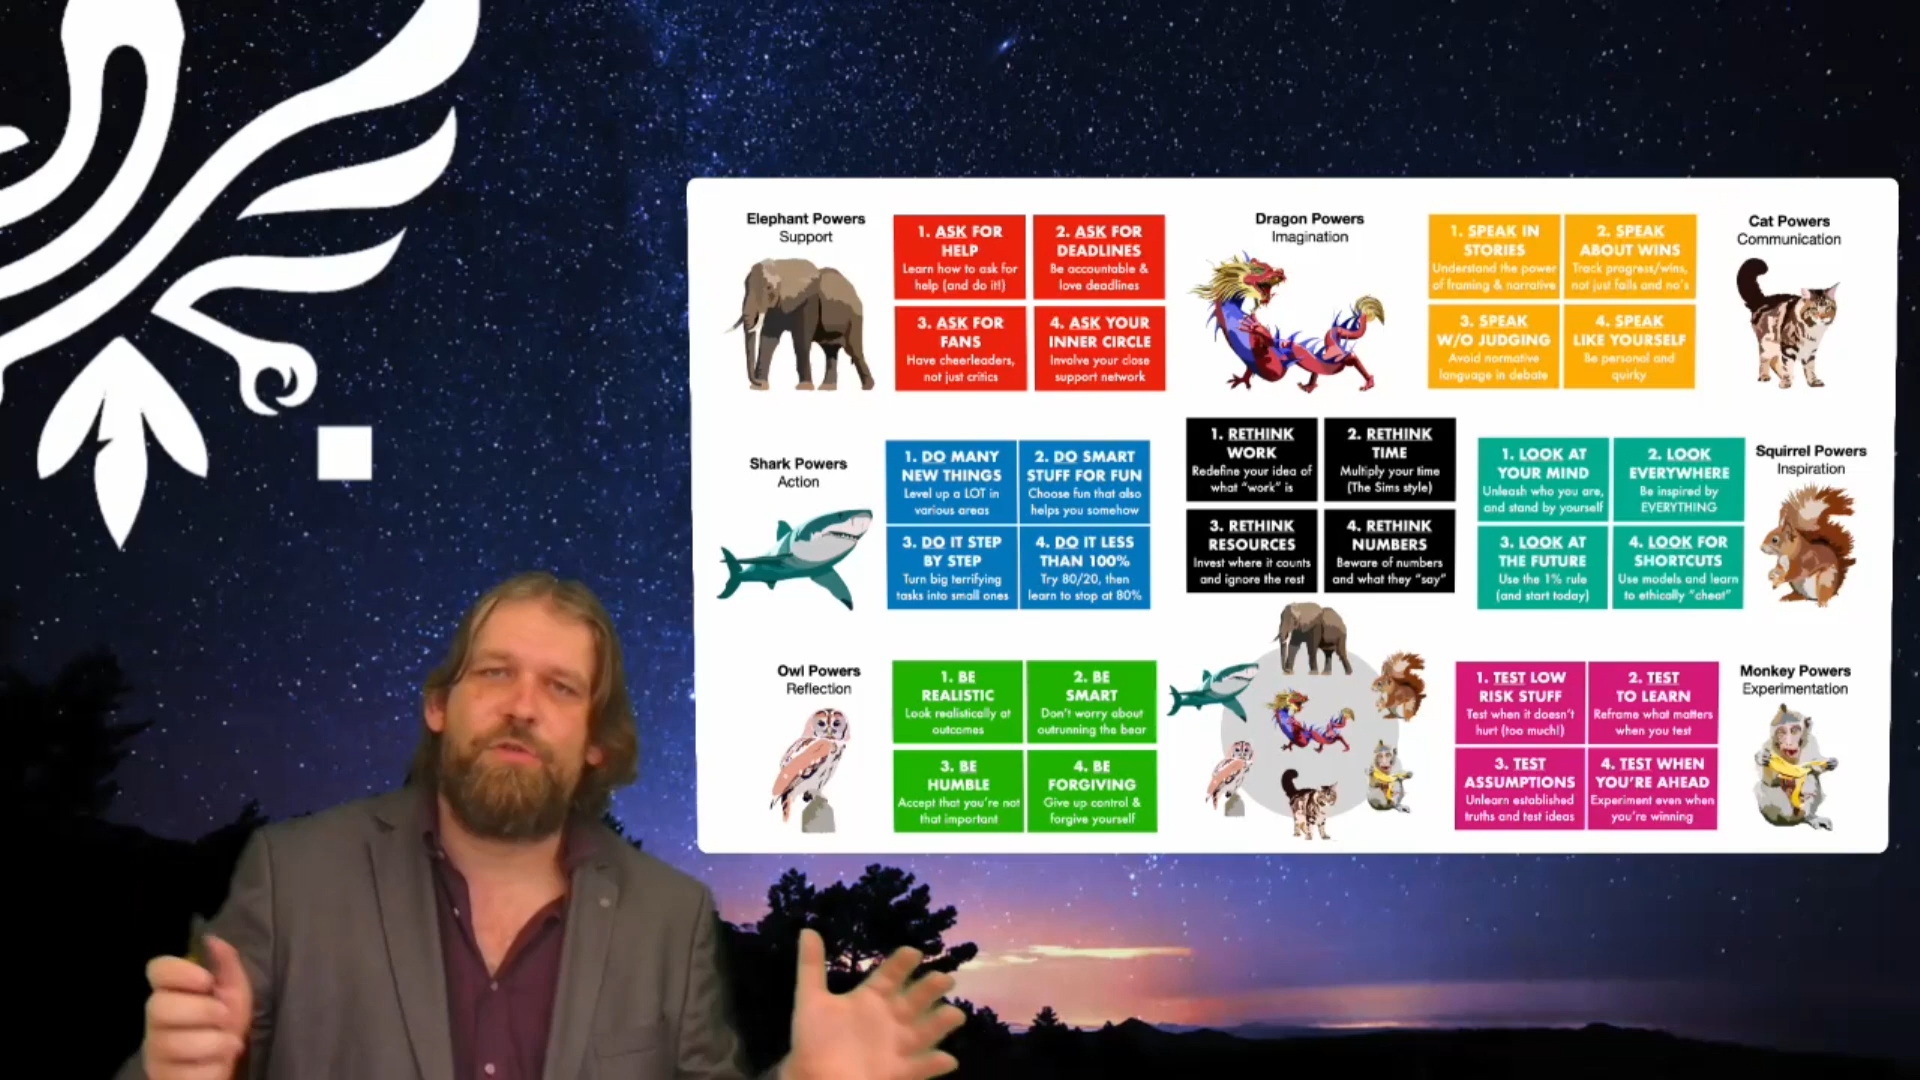 Elephant Powers
Support
1. ASK FOR
HELP
Learn how to ask for
help (and do it!)
2. ASK FOR
DEADLINES
Be accountable &
love deadlines
3. ASK FOR
FANS
Have cheerleaders,
not just critics
4. ASK YOUR
INNER CIRCLE
Involve your close
support network
Dragon Powers
Imagination
1. RETHINK
WORK
Redefine your idea of
what "work" is
2. RETHINK
TIME
Multiply your time
(The Sims style)
3. RETHINK
RESOURCES
Invest where it counts
and ignore the rest
4. RETHINK
NUMBERS
Beware of numbers
and what they "say"
1. SPEAK IN
STORIES
Understand the power
of framing & narrative
2. SPEAK
ABOUT WINS
Track progress/wins,
not just fails and no's
3. SPEAK
W/O JUDGING
Avoid normative
language in debate
4. SPEAK
LIKE YOURSELF
Be personal and
quirky
Cat Powers
Communication
Shark Powers
Action
1. DO MANY
NEW THINGS
Level up a LOT in
various areas
2. DO SMART
STUFF FOR FUN
Choose fun that also
helps you somehow
3. DO IT STEP
BY STEP
Turn big terrifying
tasks into small ones
4. DO IT LESS
THAN 100%
Try 80/20, then
learn to stop at 80%
1. LOOK AT
YOUR MIND
Unleash who you are,
and stand by yourself
2. LOOK
EVERYWHERE
Be inspired by
EVERYTHING
3. LOOK AT
THE FUTURE
Use the 1% rule
(and start today)
4. LOOK FOR
SHORTCUTS
Use models and learn
to ethically "cheat"
Squirrel Powers
Inspiration
Owl Powers
Reflection
1. BE
REALISTIC
Look realistically at
outcomes
2. BE
SMART
Don't worry about
outrunning the bear
3. BE
HUMBLE
Accept that you're not
that important
4. BE
FORGIVING
Give up control &
forgive yourself
1. TEST LOW
RISK STUFF
Test when it doesn't
hurt (too much!)
2. TEST
TO LEARN
Reframe what matters
when you test
3. TEST
ASSUMPTIONS
Unlearn established
truths and test ideas
4. TEST WHEN
YOU'RE AHEAD
Experiment even when
you're winning
Monkey Powers
Experimentation